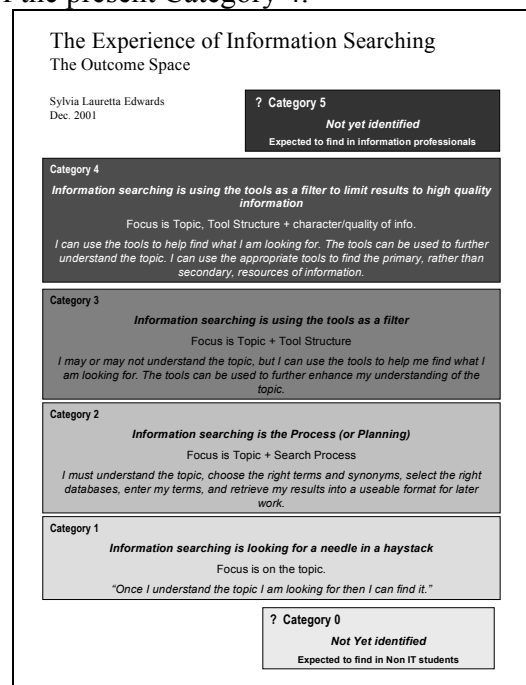 The Experience of Information Searching
The Outcome Space
Sylvia Lauretta Edwards
Dec. 2001
? Category 5
Not yet identified
Expected to find in information professionals
Category 4
Information searching is using the tools as a filter to limit results to high quality
information
Focus is Topic, Tool Structure + character/quality of info.
I can use the tools to help find what I am looking for. The tools can be used to further
understand the topic. I can use the appropriate tools to find the primary, rather than
secondary, resources of information.
Category 3
Information searching is using the tools as a filter
Focus is Topic + Tool Structure
I may or may not understand the topic, but I can use the tools to help me find what I
am looking for. The tools can be used to further enhance my understanding of the
topic.
Category 2
Information searching is the Process (or Planning)
Focus is Topic + Search Process
I must understand the topic, choose the right terms and synonyms, select the right
databases, enter my terms, and retrieve my results into a useable format for later
work.
Category 1
Information searching is looking for a needle in a haystack
Focus is on the topic.
"Once I understand the topic I am looking for then I can find it."
? Category 0
Not Yet identified
Expected to find in Non IT students